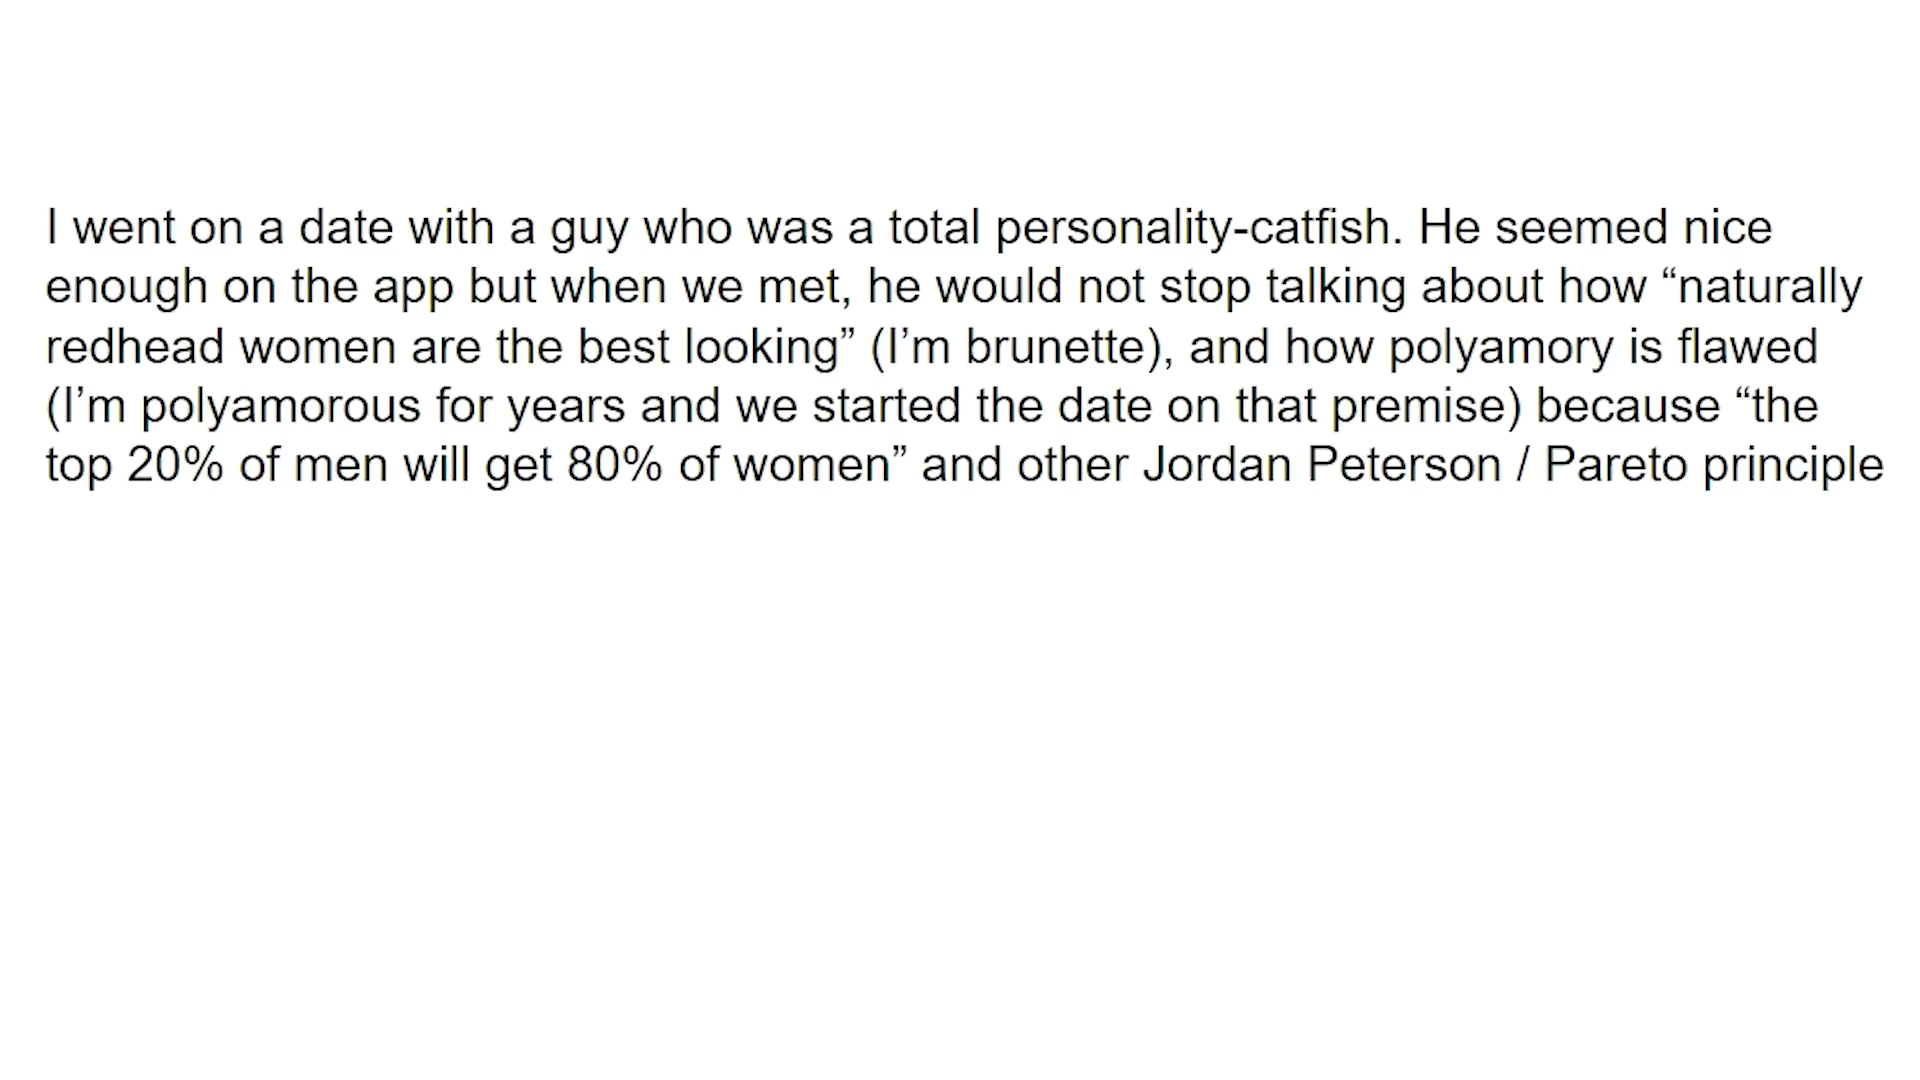 I went on a date with a guy who was a total personality-catfish. He seemed nice
enough on the app but when we met, he would not stop talking about how “naturally
redhead women are the best looking” (I’m brunette), and how polyamory is flawed
(I’m polyamorous for years and we started the date on that premise) because “the
top 20% of men will get 80% of women” and other Jordan Peterson / Pareto principle